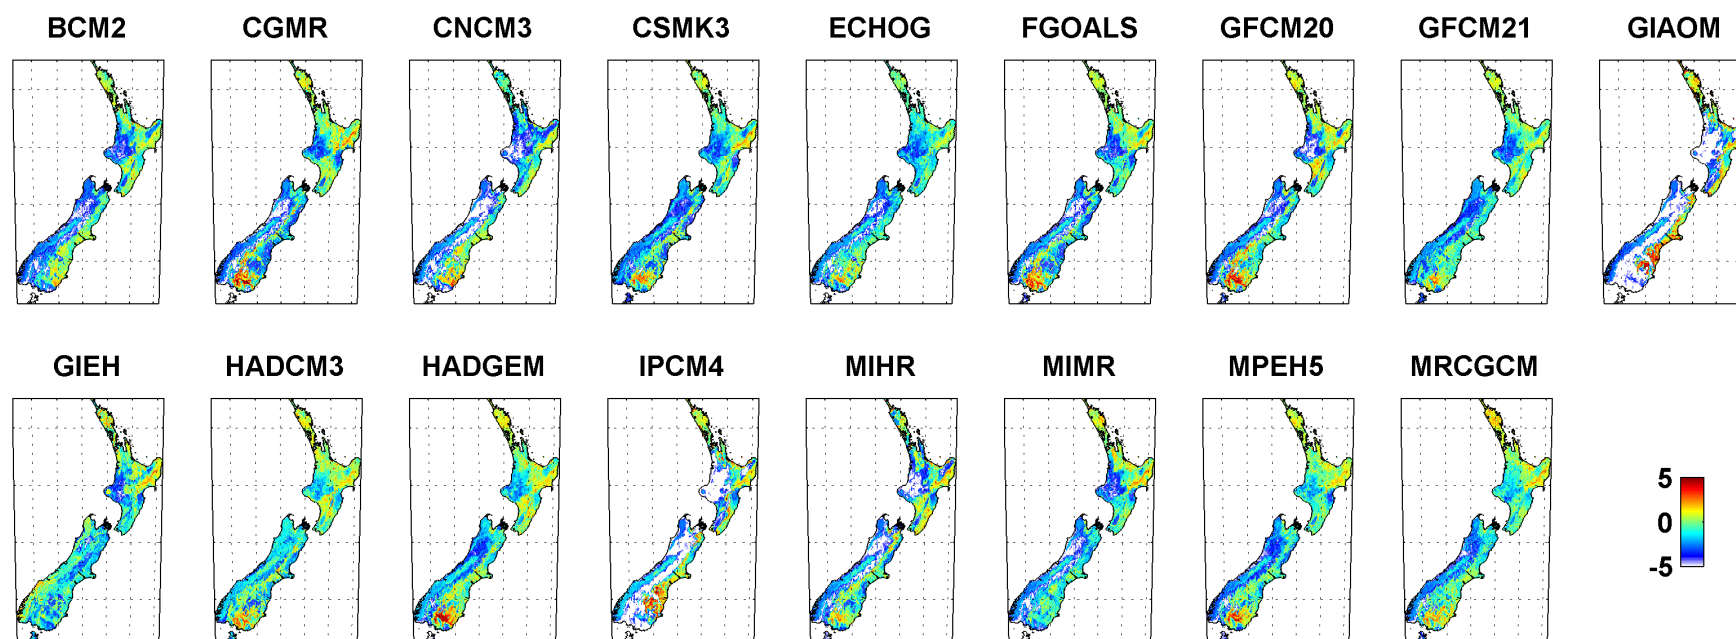 BCM2 CGMR CNCM3 CSMK3 ECHOG FGOALS GFCM20 GFCM21 GIAOM
GIEH HADCM3 HADGEM IPCM4 MIHR MIMR MPEH5 MRCGCM
5
0
-5